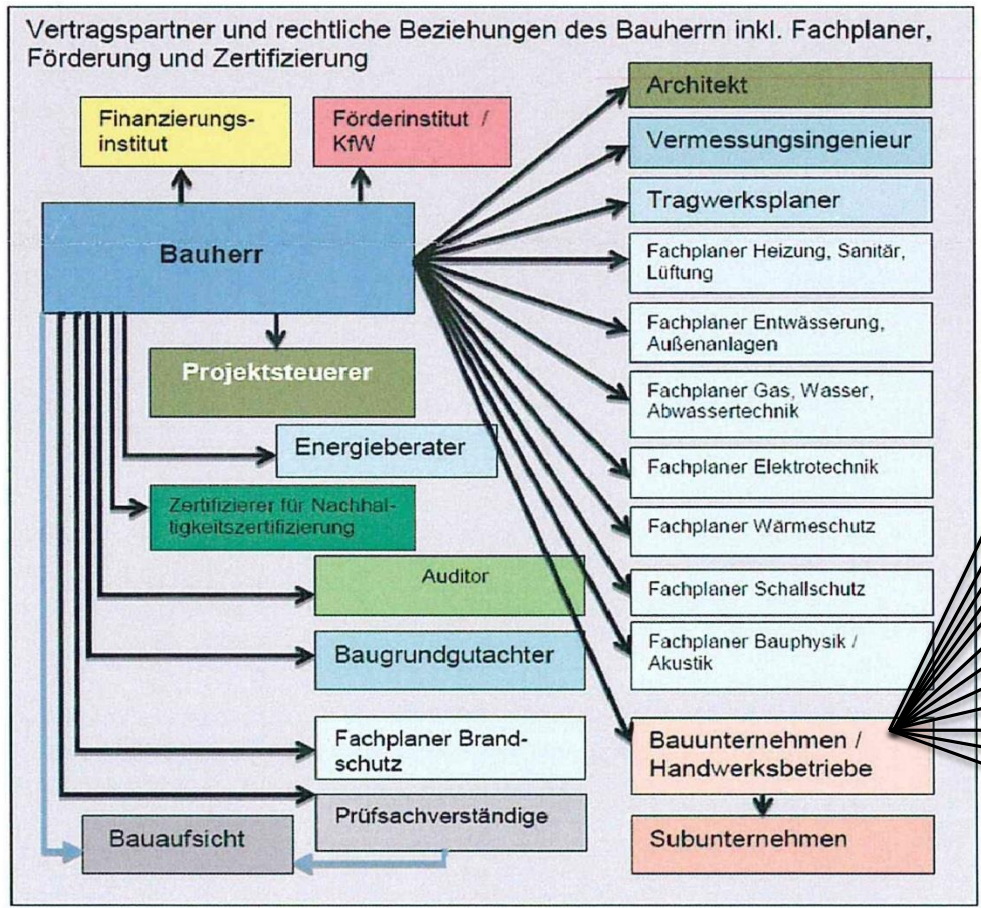 Vertragspartner und rechtliche Beziehungen des Bauherrn inkl. Fachplaner,
Förderung und Zertifizierung
Finanzierungs-
institut
Förderinstitut /
KfW
Bauherr
Projektsteuerer
Energieberater
Zertifizierer für Nachhal-
tigkeitszertifizierung
Auditor
Baugrundgutachter
Fachplaner Brand-
schutz
Prüfsachverständige
Bauaufsicht
Architekt
Vermessungsingenieur
Tragwerksplaner
Fachplaner Heizung, Sanitär,
Lüftung
Fachplaner Entwässerung,
Außenanlagen
Fachplaner Gas, Wasser,
Abwassertechnik
Fachplaner Elektrotechnik
Fachplaner Wärmeschutz
Fachplaner Schallschutz
Fachplaner Bauphysik /
Akustik
Bauunternehmen /
Handwerksbetriebe
Subunternehmen